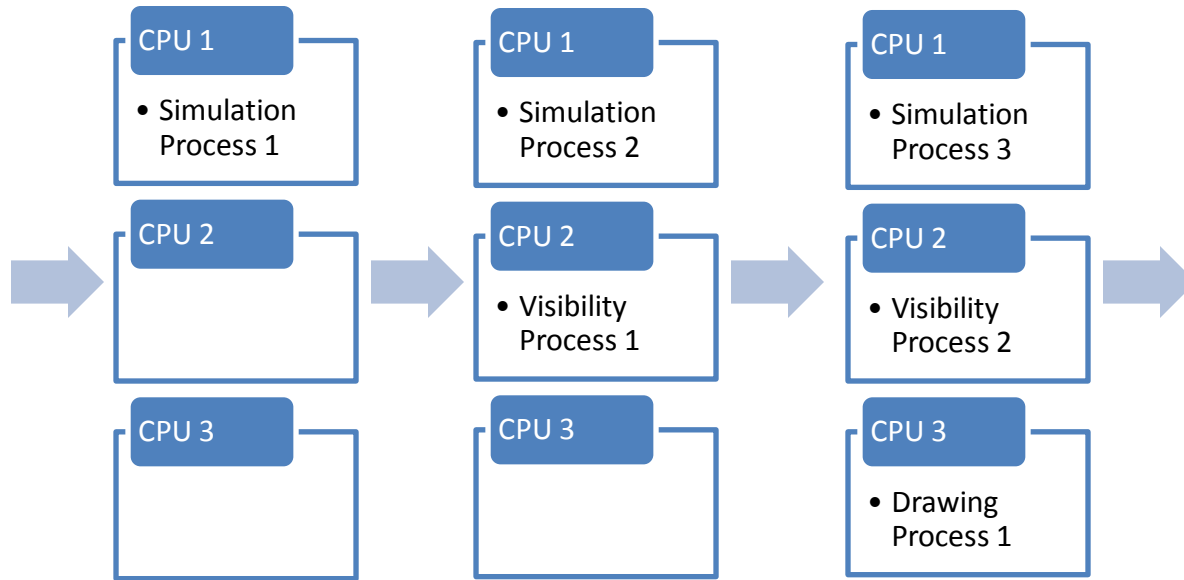 CPU 1
• Simulation
Process 1
CPU 2
CPU 3
CPU 1
• Simulation
Process 2
CPU 2
• Visibility
Process 1
CPU 3
CPU 1
• Simulation
Process 3
CPU 2
• Visibility
Process 2
CPU 3
• Drawing
Process 1